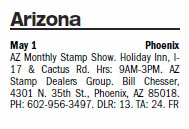 Arizona
May 1 Phoenix
AZ Monthly Stamp Show. Holiday Inn, I-
17 & Cactus Rd. Hrs: 9AM-3PM. AZ
Stamp Dealers Group. Bill Chesser,
4301 N. 35th St., Phoenix, AZ 85018.
PH: 602-956-3497. DLR: 13. TA: 24. FR